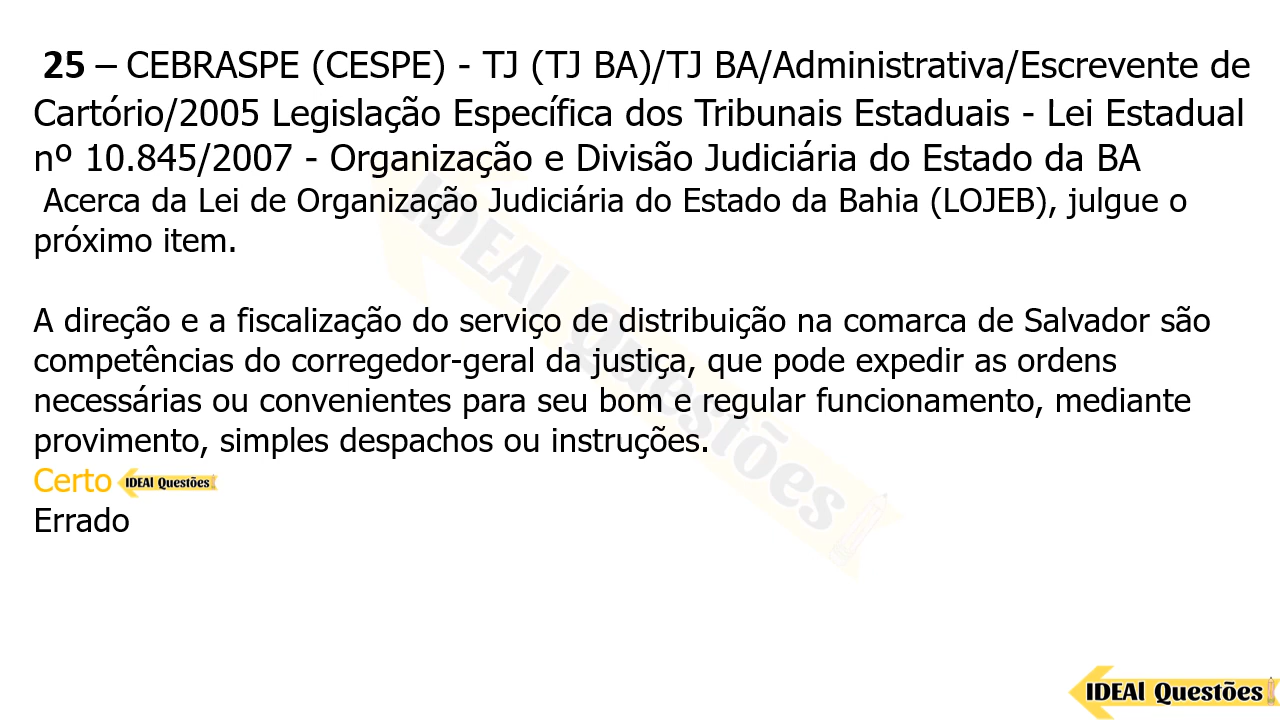 25 – CEBRASPE (CESPE) - TJ (TJ BA)/TJ BA/Administrativa/Escrevente de
Cartório/2005 Legislação Específica dos Tribunais Estaduais - Lei Estadual
nº 10.845/2007 - Organização e Divisão Judiciária do Estado da BA
Acerca da Lei de Organização Judiciária do Estado da Bahia (LOJEB), julgue o
próximo item.
A direção e a fiscalização do serviço de distribuição na comarca de Salvador são
competências do corregedor-geral da justiça, que pode expedir as ordens
necessárias ou convenientes para seu bom e regular funcionamento, mediante
provimento, simples despachos ou instruções.
Certo IDEAl Questões
Errado
IDEAl Questões
IDEAl Questões